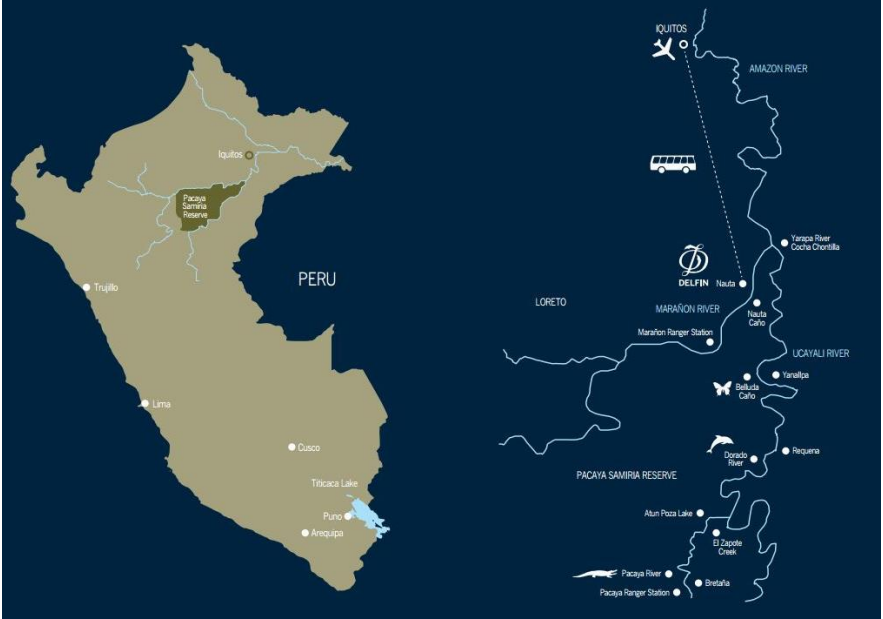 Iquitos
Pacaya
Samiria
Reserve
PERU
Trujillo
Lima
Cusco
Titicaca Lake
Puno
Arequipa
IQUITOS
AMAZON RIVER
Yarapa River
Cocha Chontilla
DELFIN
Nauta
LORETO
MARAÑON RIVER
Nauta
Caño
Marañon Ranger Station
UCAYALI RIVER
Yanallpa
Belluda
Caño
Requena
Dorado
River
PACAYA SAMIRIA RESERVE
Atun Poza Lake
El Zapote
Creek
Pacaya River
Bretaña
Pacaya Ranger Station